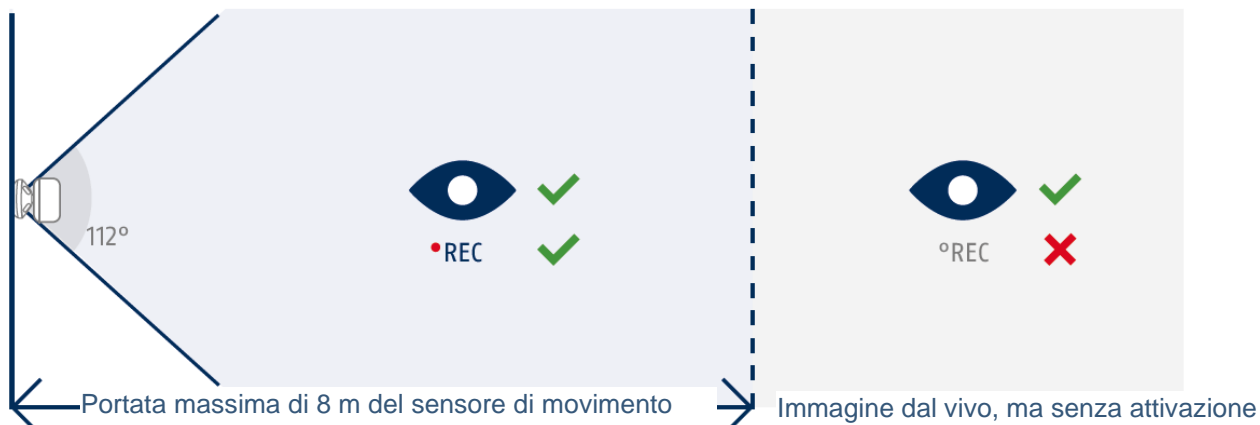 112°
•REC
°REC
Portata massima di 8 m del sensore di movimento
Immagine dal vivo, ma senza attivazione